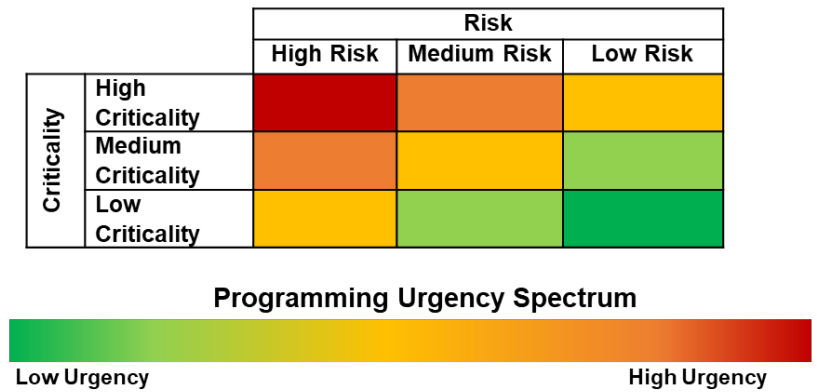 Risk
High Risk
Medium Risk
Low Risk
Criticality
High
Criticality
Medium
Criticality
Low
Criticality
Programming Urgency Spectrum
Low Urgency
High Urgency